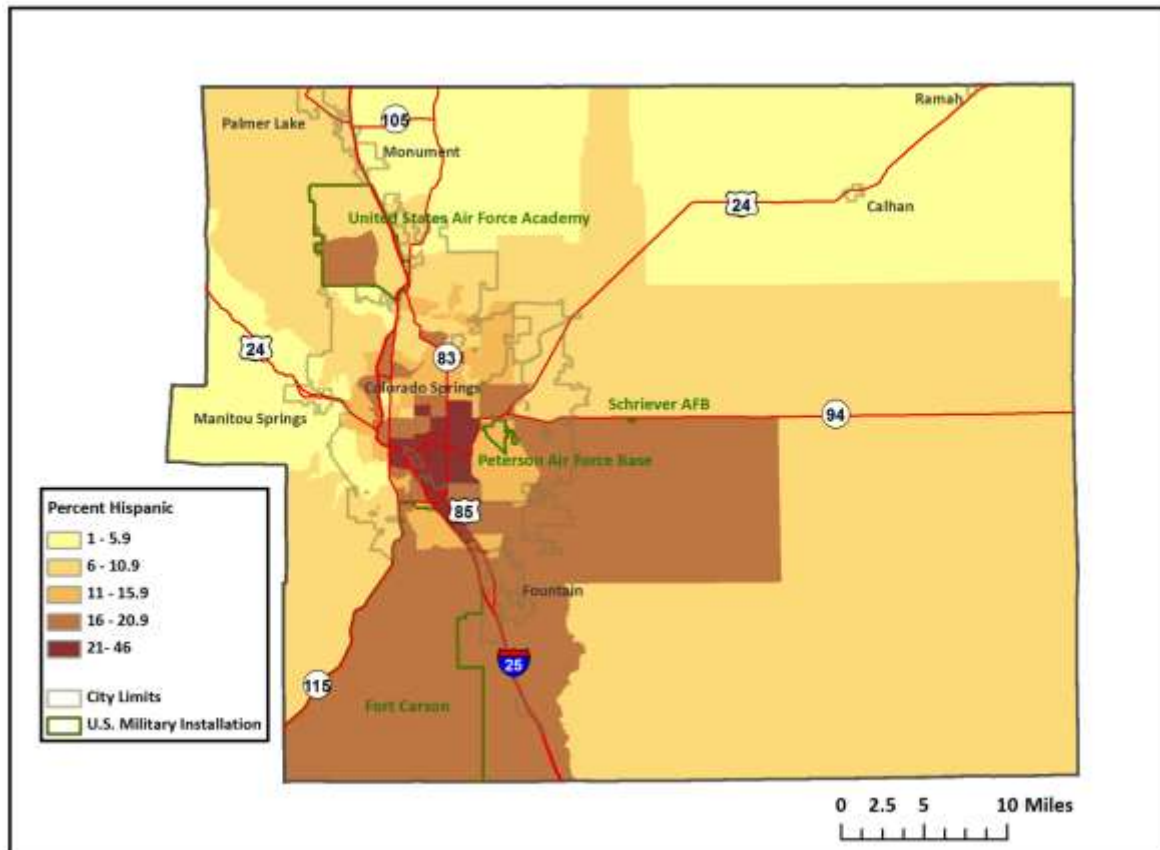 Ramah
105
Palmer Lake
Monument
24
Calhan
United States Air Force Academy
24
83
Colorado Springs
Schriever AFB
94
Manitou Springs
Peterson Air Force Base
85
Fountain
25
115
Fort Carson
Percent Hispanic
1 - 5.9
6 - 10.9
11 - 15.9
16 - 20.9
21- 46
City Limits
U.S. Military Installation
0 2.5 5 10 Miles